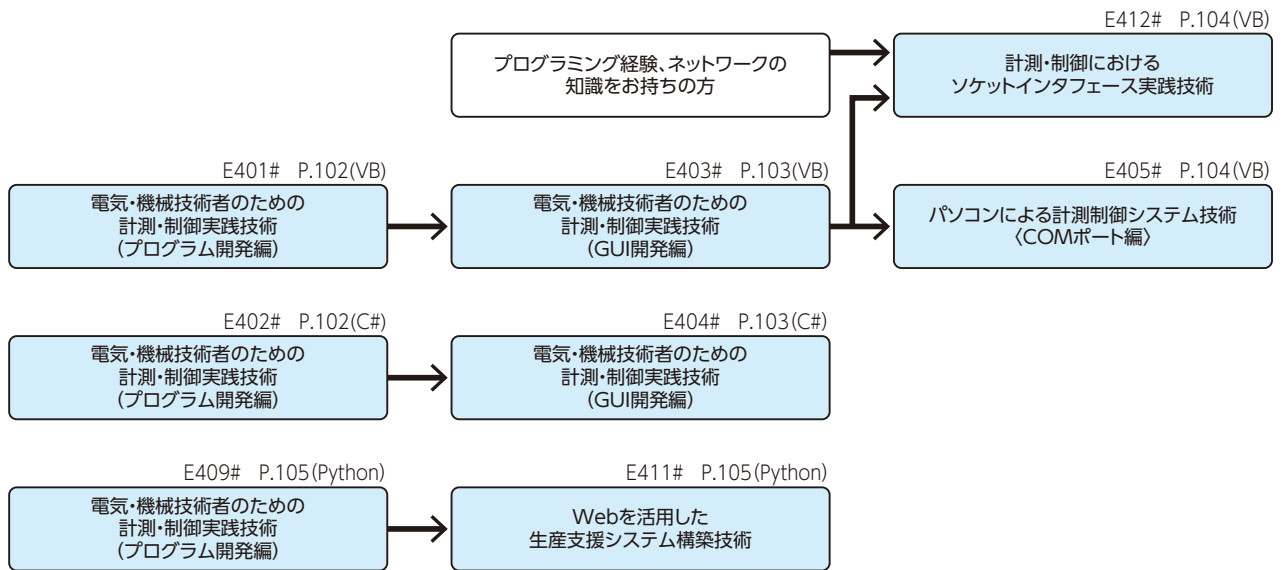 E412# P.104(VB)
プログラミング経験、ネットワークの
知識をお持ちの方
計測・制御における
ソケットインタフェース実践技術
E401# P.102(VB)
電気・機械技術者のための
計測・制御実践技術
(プログラム開発編)
E403# P.103(VB)
電気・機械技術者のための
計測・制御実践技術
(GUI開発編)
E405# P.104(VB)
パソコンによる計測制御システム技術
〈COMポート編〉
E402# P.102(C#)
電気・機械技術者のための
計測・制御実践技術
(プログラム開発編)
E404# P.103(C#)
電気・機械技術者のための
計測・制御実践技術
(GUI開発編)
E409# P.105(Python)
電気・機械技術者のための
計測・制御実践技術
(プログラム開発編)
E411# P.105(Python)
Webを活用した
生産支援システム構築技術